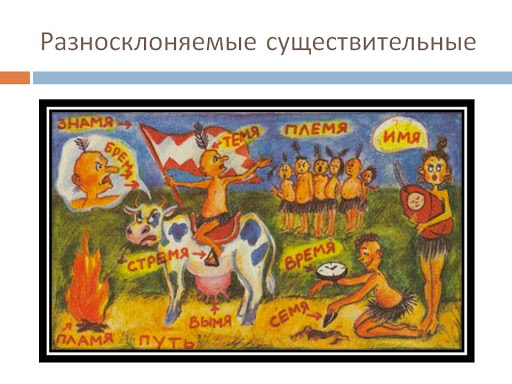 Разносклоняемые существительные
ЗНАМЯ
ТЕМЯ
ПЛЕМЯ
ИМЯ
БРЕМЯ
СТРЕМЯ
ВРЕМЯ
ВЫМЯ
СЕМЯ
Я
ПЛАМЯ ПУТЬ!